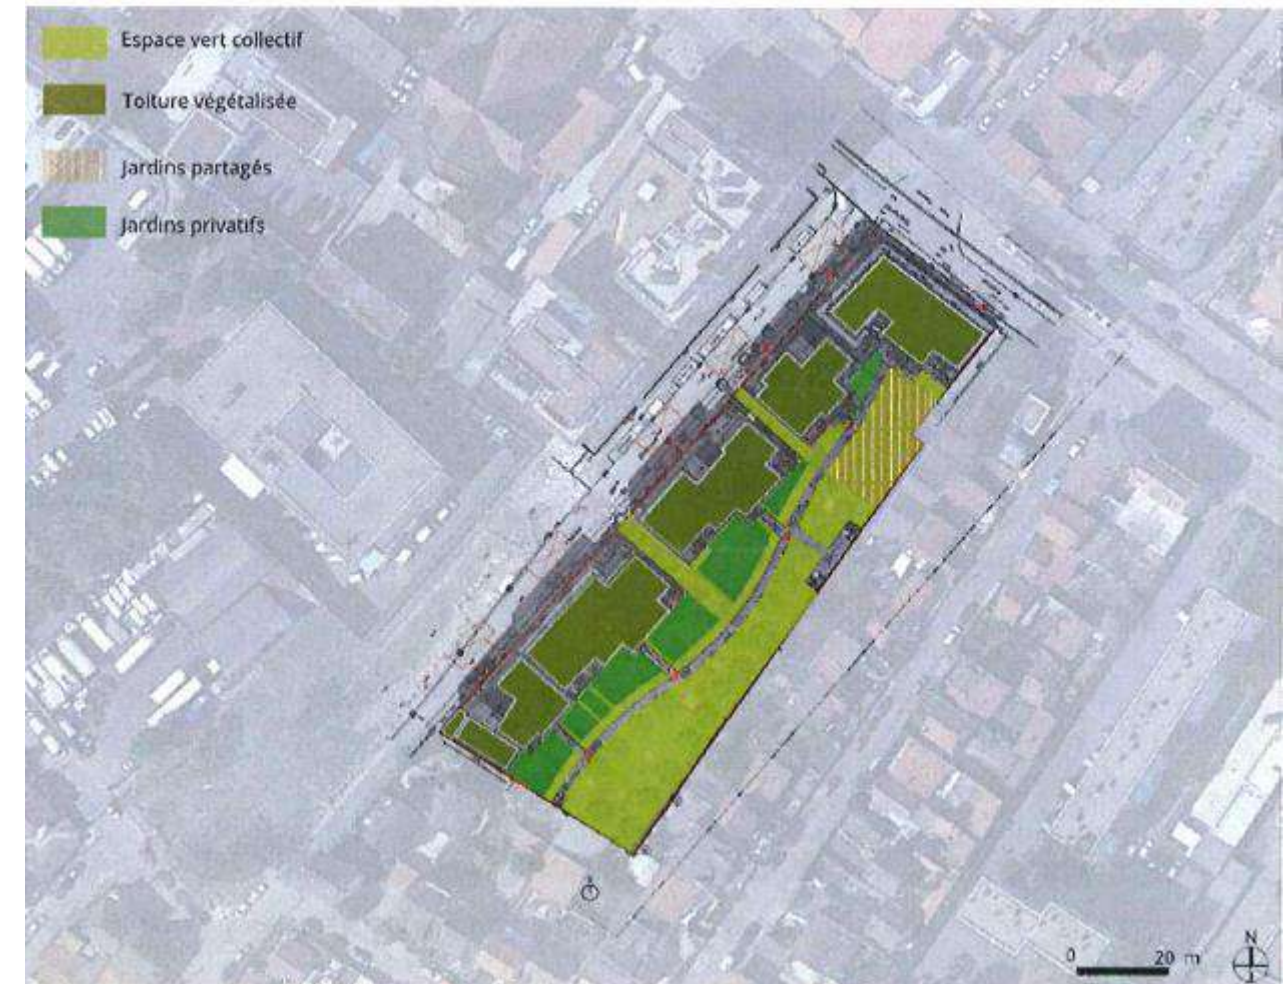 Espace vert collectif
Toiture végétalisée
Jardins partagés
Jardins privatifs
N
0 20 m